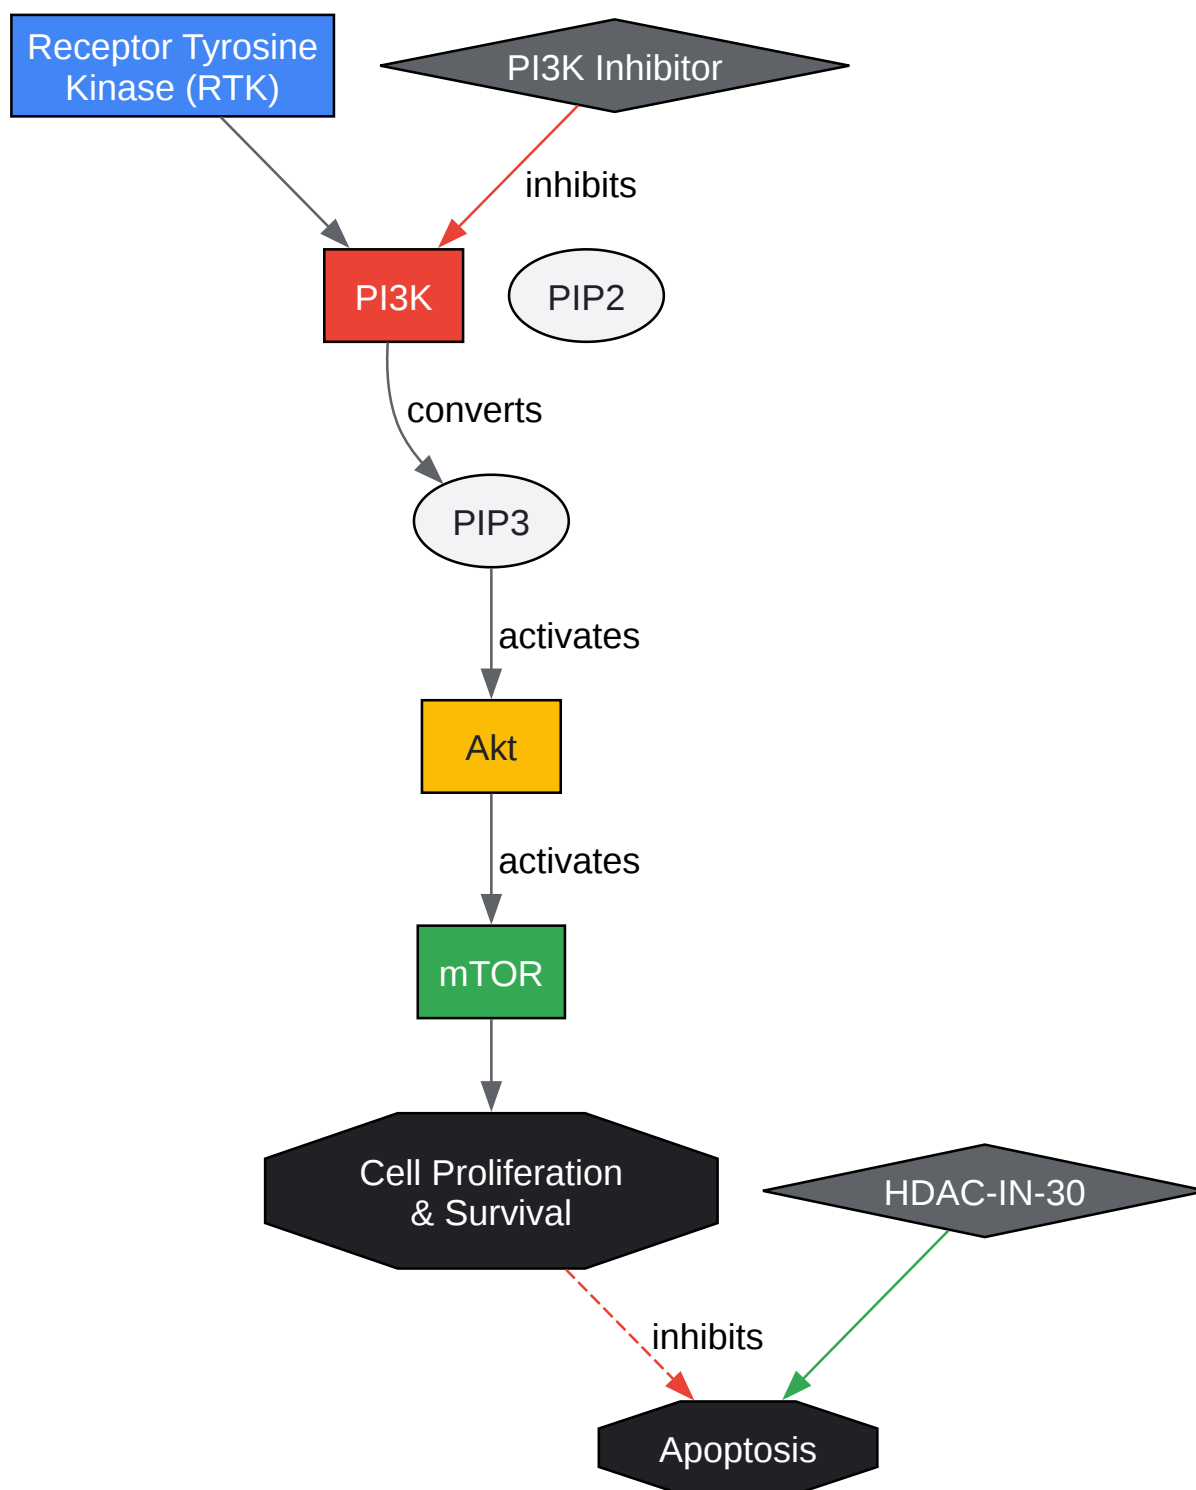 Receptor Tyrosine
Kinase (RTK)
PI3K Inhibitor
inhibits
PI3K
PIP2
converts
PIP3
activates
Akt
activates
mTOR
Cell Proliferation
& Survival
HDAC-IN-30
inhibits
Apoptosis